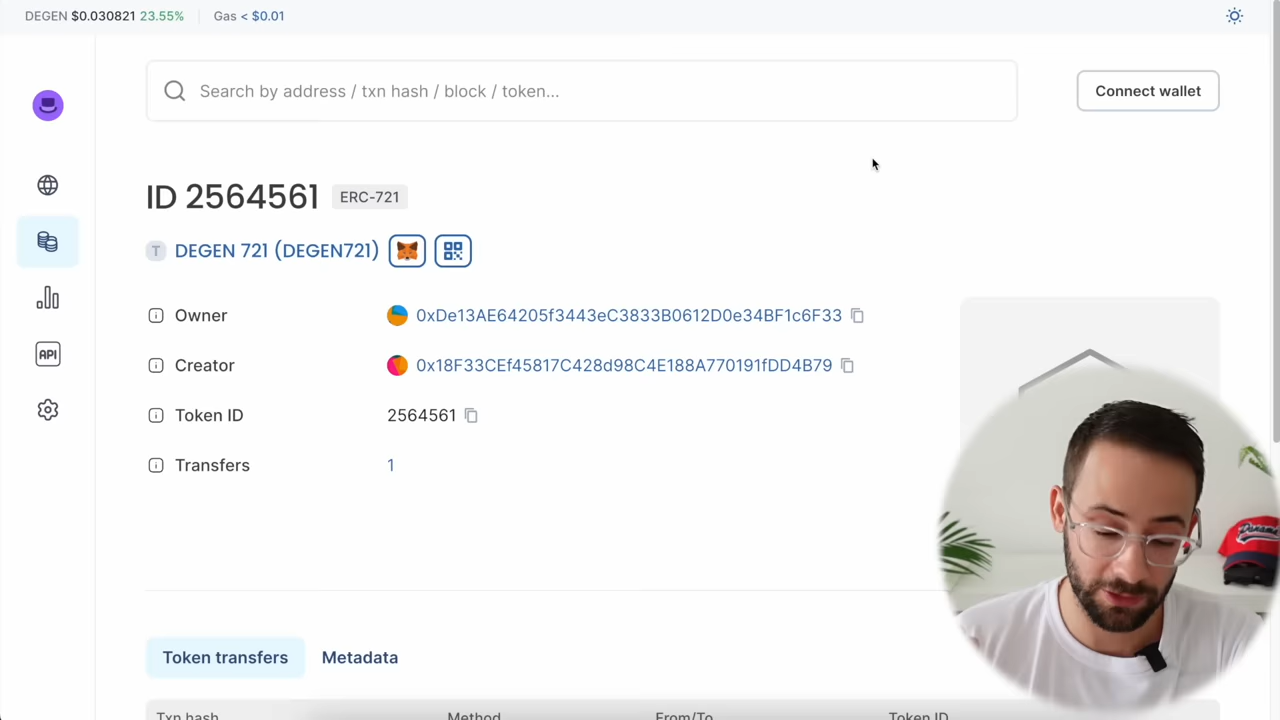 DEGEN $0.030821 23.55% Gas < $0.01
Search by address / txn hash / block / token...
Connect wallet
ID 2564561 ERC-721
T DEGEN 721 (DEGEN721)
Owner 0xDe13AE64205f3443eC3833B0612D0e34BF1c6F33
Creator 0x18F33CEf45817C428d98C4E188A770191fDD4B79
API
Token ID 2564561
Transfers 1
Token transfers Metadata
Txn hash Method From/To Token ID